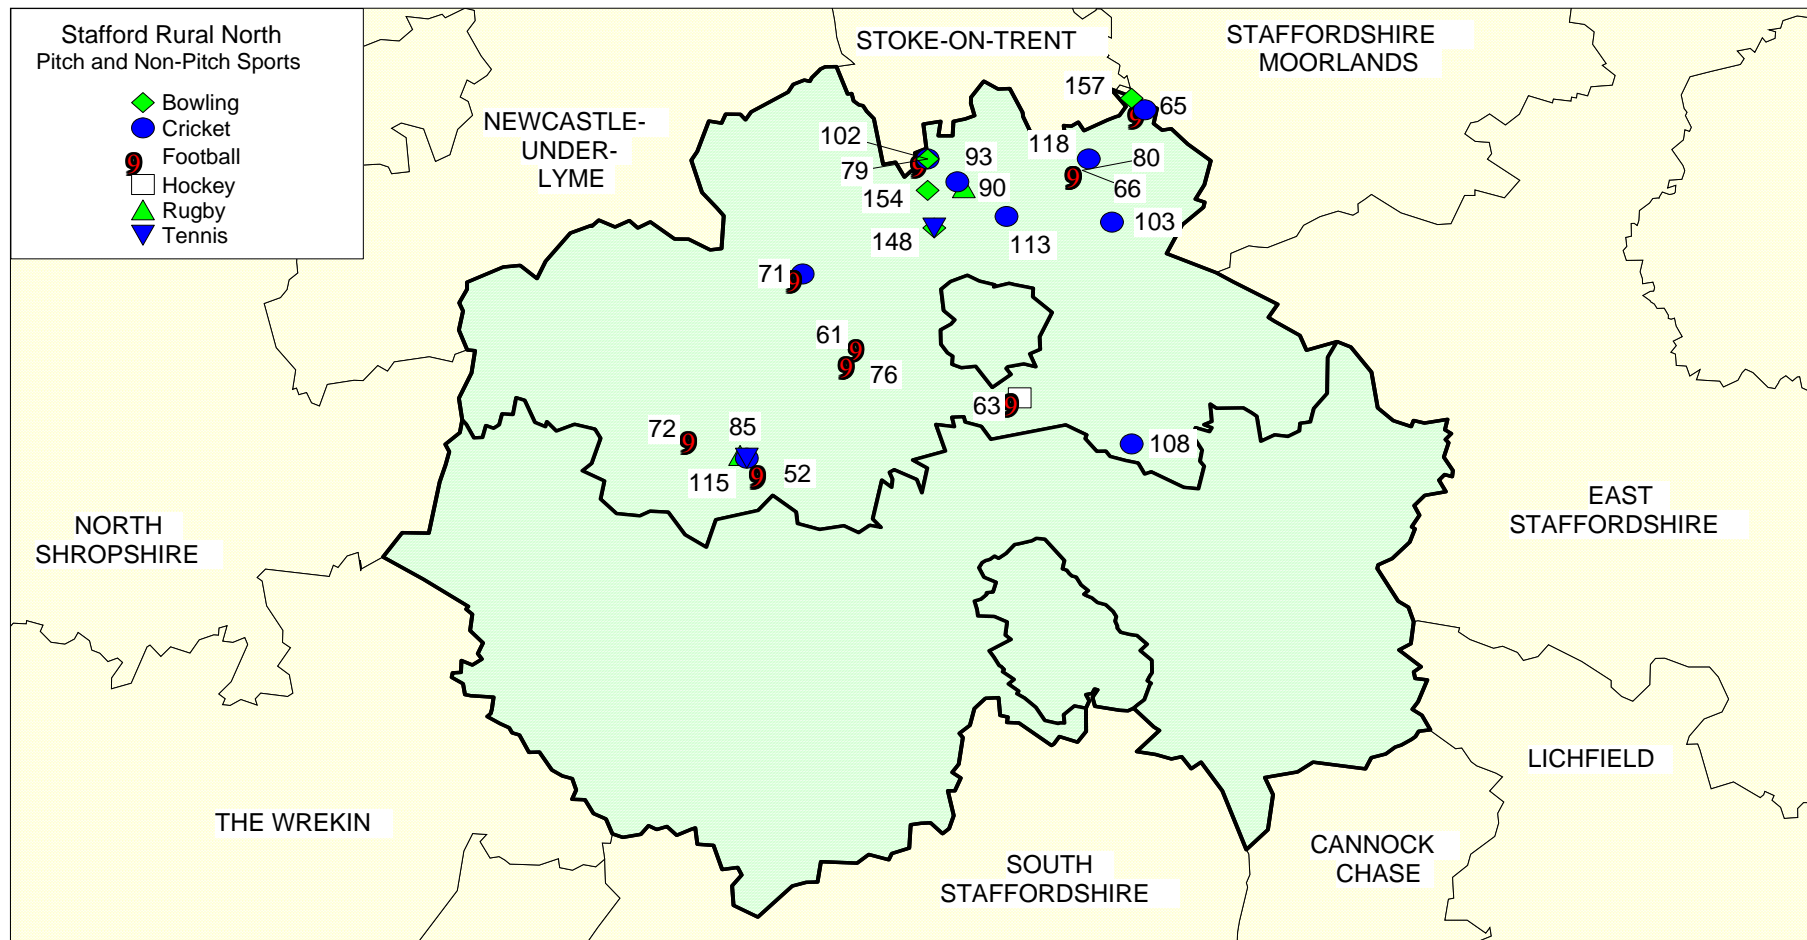 Stafford Rural North
Pitch and Non-Pitch Sports
Bowling
Cricket
Football
Hockey
Rugby
Tennis
STOKE-ON-TRENT
STAFFORDSHIRE
MOORLANDS
NEWCASTLE-
UNDER-
LYME
157
65
102
79
93
118
80
66
154
90
148
113
103
71
61
76
63
72
85
115
52
108
NORTH
SHROPSHIRE
EAST
STAFFORDSHIRE
THE WREKIN
LICHFIELD
SOUTH
STAFFORDSHIRE
CANNOCK
CHASE